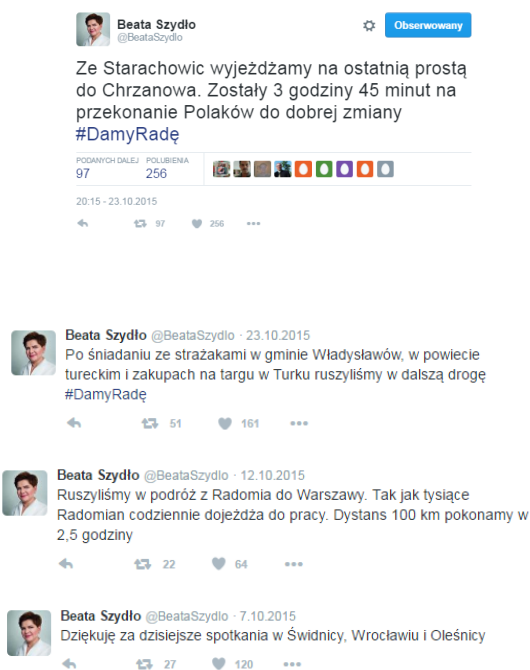 Beata Szydło
@BeataSzydlo
Obserwowany
Ze Starachowic wyjeżdżamy na ostatnią prostą
do Chrzanowa. Zostały 3 godziny 45 minut na
przekonanie Polaków do dobrej zmiany
#DamyRadę
PODANYCH DALEJ POLUBIENIA
97 256
20:15 - 23.10.2015
97 256
Beata Szydło @BeataSzydlo · 23.10.2015
Po śniadaniu ze strażakami w gminie Władysławów, w powiecie
tureckim i zakupach na targu w Turku ruszyliśmy w dalszą drogę
#DamyRadę
51 161
Beata Szydło @BeataSzydlo · 12.10.2015
Ruszyliśmy w podróż z Radomia do Warszawy. Tak jak tysiące
Radomian codziennie dojeżdża do pracy. Dystans 100 km pokonamy w
2,5 godziny
22 64
Beata Szydło @BeataSzydlo · 7.10.2015
Dziękuję za dzisiejsze spotkania w Świdnicy, Wrocławiu i Oleśnicy
27 120